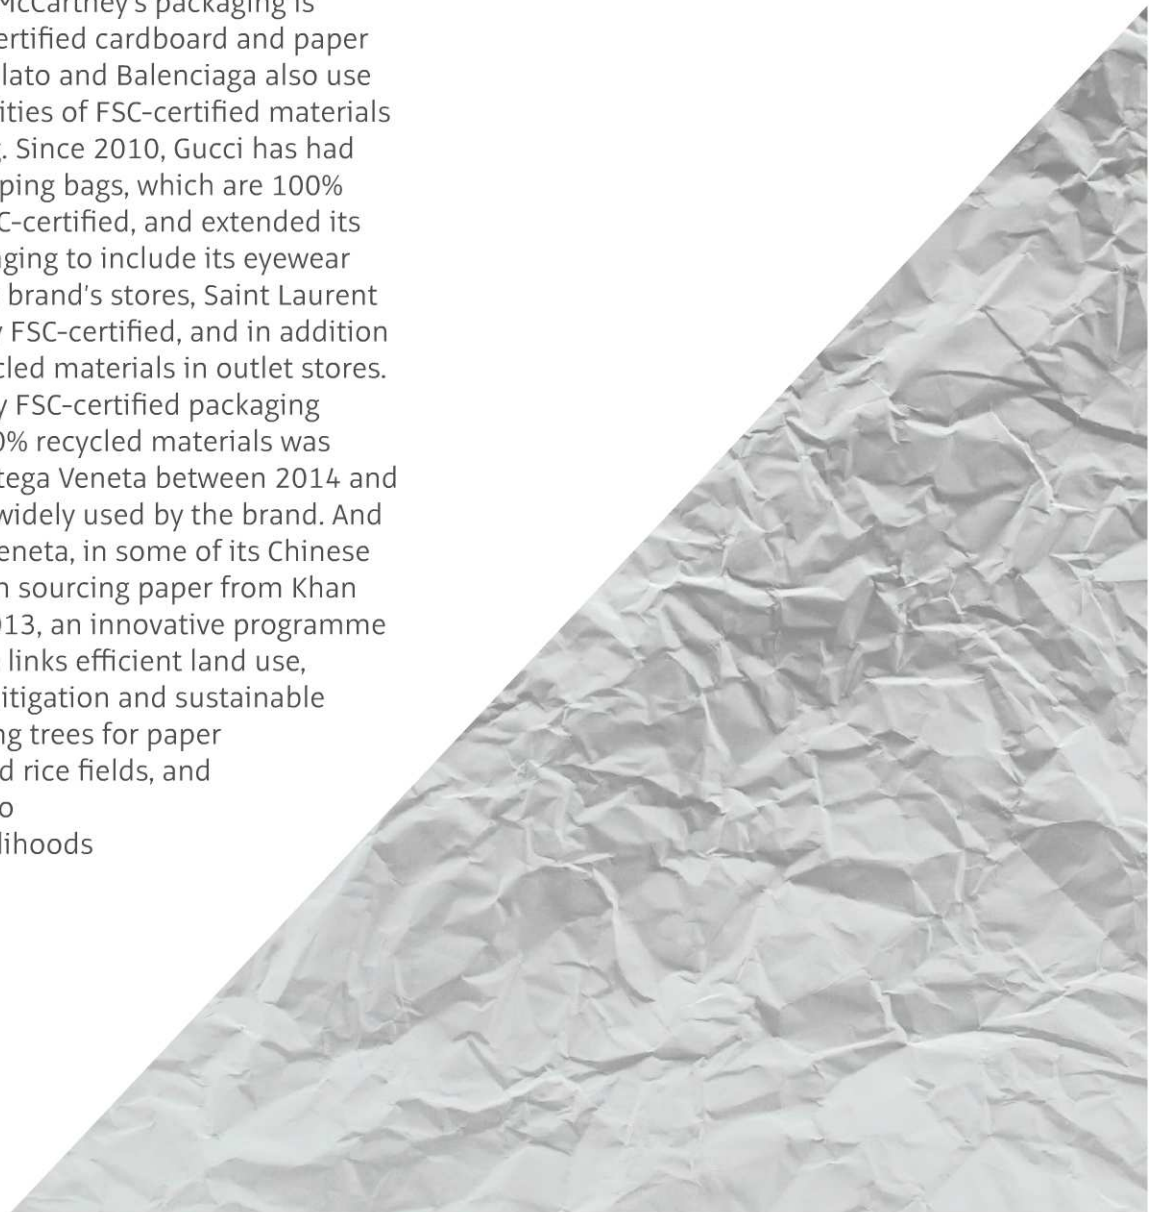 McCartney's packaging is
ertified cardboard and paper
lato and Balenciaga also use
ities of FSC-certified materials
. Since 2010, Gucci has had
ping bags, which are 100%
C-certified, and extended its
ging to include its eyewear
brand's stores, Saint Laurent
FSC-certified, and in addition
cled materials in outlet stores.
y FSC-certified packaging
0% recycled materials was
tega Veneta between 2014 and
widely used by the brand. And
eneta, in some of its Chinese
n sourcing paper from Khan
013, an innovative programme
links efficient land use,
itigation and sustainable
ng trees for paper
d rice fields, and
o
lihoods